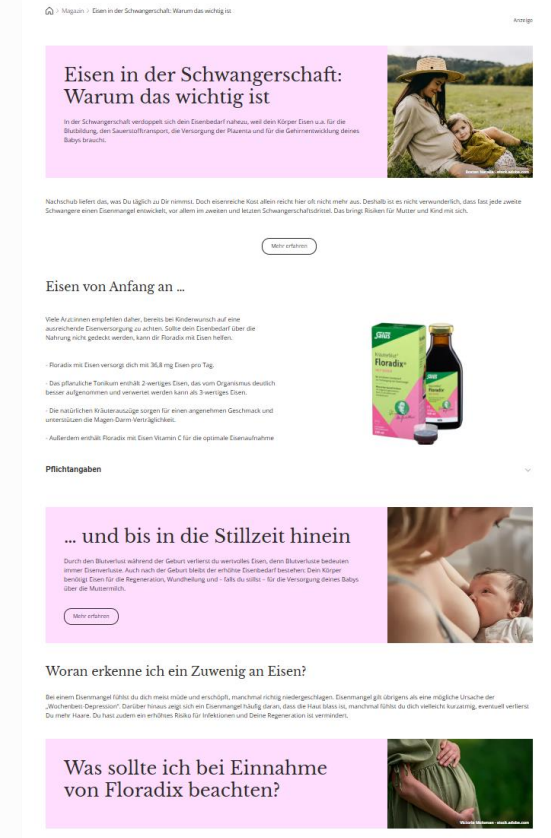 Magazin
Eisen in der Schwangerschaft: Warum das wichtig ist
Anzeige
Eisen in der Schwangerschaft:
Warum das wichtig ist
In der Schwangerschaft verdoppelt sich dein Eisenbedarf nahezu, weil dein Körper Eisen u.a. für die
Blutbildung, den Sauerstofftransport, die Versorgung der Plazenta und für die Gehirnentwicklung deines
Babys braucht.
stock.adobe.com
Nachschub liefert das, was Du täglich zu Dir nimmst. Doch eisenreiche Kost allein reicht hier oft nicht mehr aus. Deshalb ist es nicht verwunderlich, dass fast jede zweite
Schwangere einen Eisenmangel entwickelt, vor allem im zweiten und letzten Schwangerschaftsdrittel. Das bringt Risiken für Mutter und Kind mit sich.
Mehr erfahren
Eisen von Anfang an ...
Viele Ärzt:innen empfehlen daher, bereits bei Kinderwunsch auf eine
ausreichende Eisenversorgung zu achten. Sollte dein Eisenbedarf über die
Nahrung nicht gedeckt werden, kann dir Floradix mit Eisen helfen.
- Floradix mit Eisen versorgt dich mit 36,8 mg Eisen pro Tag.
- Das pflanzliche Tonikum enthält 2-wertiges Eisen, das vom Organismus deutlich
besser aufgenommen und verwertet werden kann als 3-wertiges Eisen.
- Die natürlichen Kräuterauszüge sorgen für einen angenehmen Geschmack und
unterstützen die Magen-Darm-Verträglichkeit.
- Außerdem enthält Floradix mit Eisen Vitamin C für die optimale Eisenaufnahme
Salus
Kräuterblut
Floradix
mit Eisen
Floradix
Pflichtangaben
... und bis in die Stillzeit hinein
Durch den Blutverlust während der Geburt verlierst du wertvolles Eisen, denn Blutverluste bedeuten
immer Eisenverluste. Auch nach der Geburt bleibt der erhöhte Eisenbedarf bestehen: Dein Körper
benötigt Eisen für die Regeneration, Wundheilung und - falls du stillst - für die Versorgung deines Babys
über die Muttermilch.
Mehr erfahren
Woran erkenne ich ein Zuwenig an Eisen?
Bei einem Eisenmangel fühlst du dich meist müde und erschöpft, manchmal richtig niedergeschlagen. Eisenmangel gilt übrigens als eine mögliche Ursache der
„Wochenbett-Depression“. Darüber hinaus zeigt sich ein Eisenmangel häufig daran, dass die Haut blass ist, manchmal fühlst du dich vielleicht kurzatmig, eventuell verlierst
Du mehr Haare. Du hast zudem ein erhöhtes Risiko für Infektionen und Deine Regeneration ist vermindert.
Was sollte ich bei Einnahme
von Floradix beachten?
stock.adobe.com